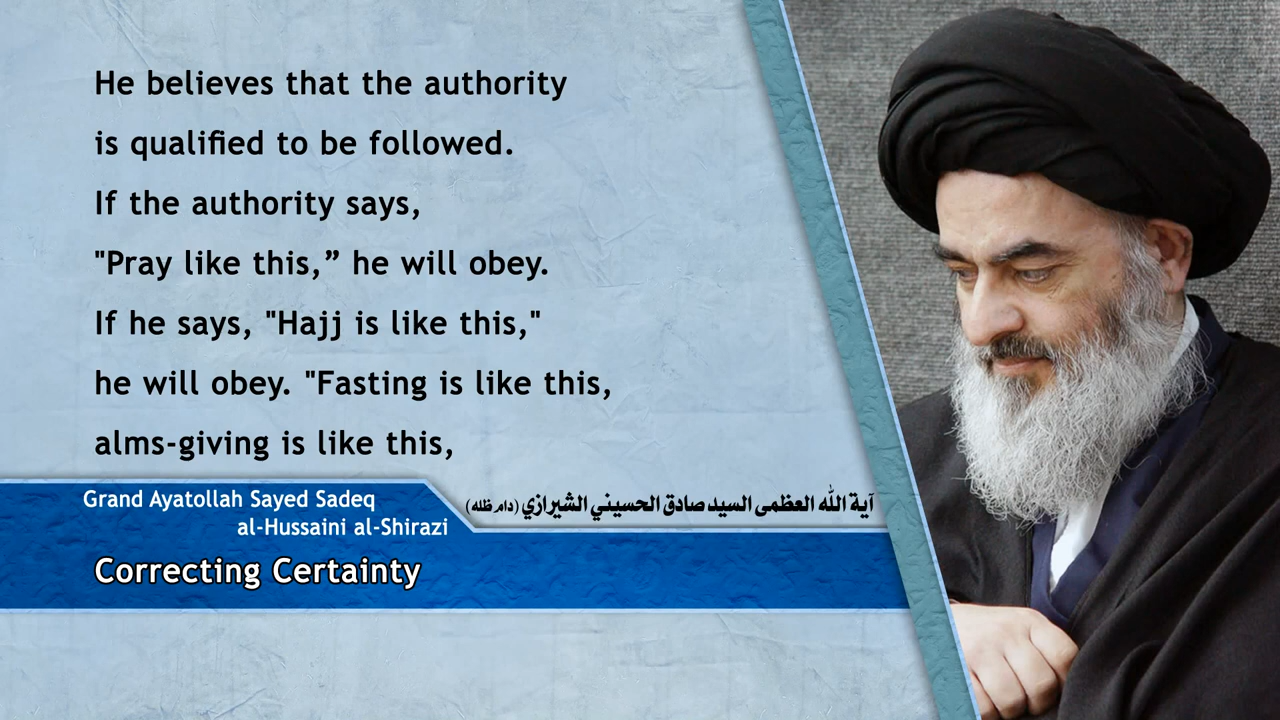 He believes that the authority
is qualified to be followed.
If the authority says,
"Pray like this,” he will obey.
If he says, "Hajj is like this,"
he will obey. "Fasting is like this,
alms-giving is like this,
Grand Ayatollah Sayed Sadeq
al-Hussaini al-Shirazi
آية الله العظمى السيد صادق الحسيني الشيرازي (دام ظله)
Correcting Certainty